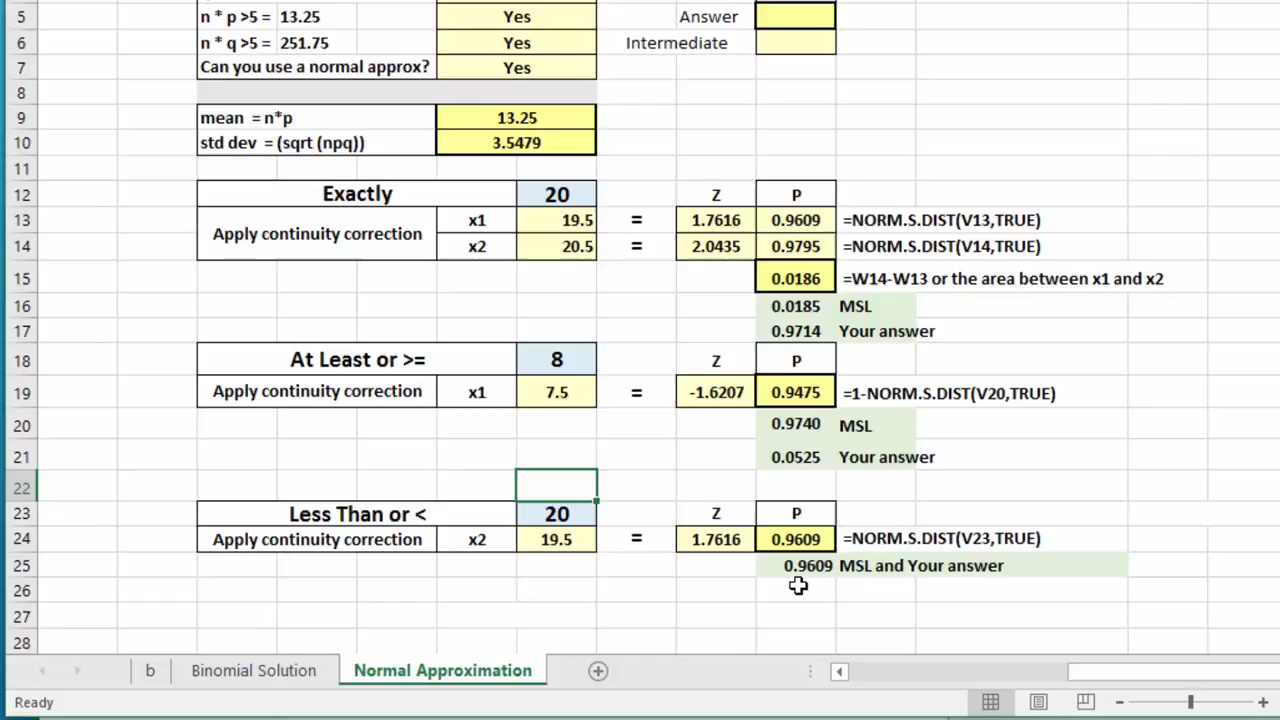 5 n * p >5 = 13.25 Yes Answer
6 n * q >5 = 251.75 Yes Intermediate
7 Can you use a normal approx? Yes
8
9 mean = n*p 13.25
10 std dev = (sqrt (npq)) 3.5479
11
12 Exactly 20 Z P
13 x1 19.5 = 1.7616 0.9609 =NORM.S.DIST(V13,TRUE)
Apply continuity correction
14 x2 20.5 = 2.0435 0.9795 =NORM.S.DIST(V14,TRUE)
15 0.0186 =W14-W13 or the area between x1 and x2
16 0.0185 MSL
17 0.9714 Your answer
18 At Least or >= 8 Z P
19 Apply continuity correction x1 7.5 = -1.6207 0.9475 =1-NORM.S.DIST(V20,TRUE)
20 0.9740 MSL
21 0.0525 Your answer
22
23 Less Than or < 20 Z P
24 Apply continuity correction x2 19.5 = 1.7616 0.9609 =NORM.S.DIST(V23,TRUE)
25 0.9609 MSL and Your answer
26
27
28
b Binomial Solution Normal Approximation
Ready